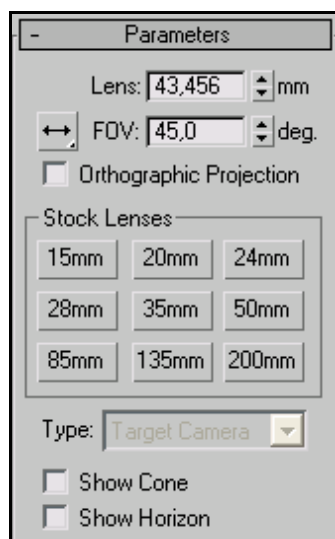 - Parameters
Lens: 43,456 mm
FOV: 45,0 deg.
Orthographic Projection
Stock Lenses
15mm 20mm 24mm
28mm 35mm 50mm
85mm 135mm 200mm
Type: Target Camera
Show Cone
Show Horizon